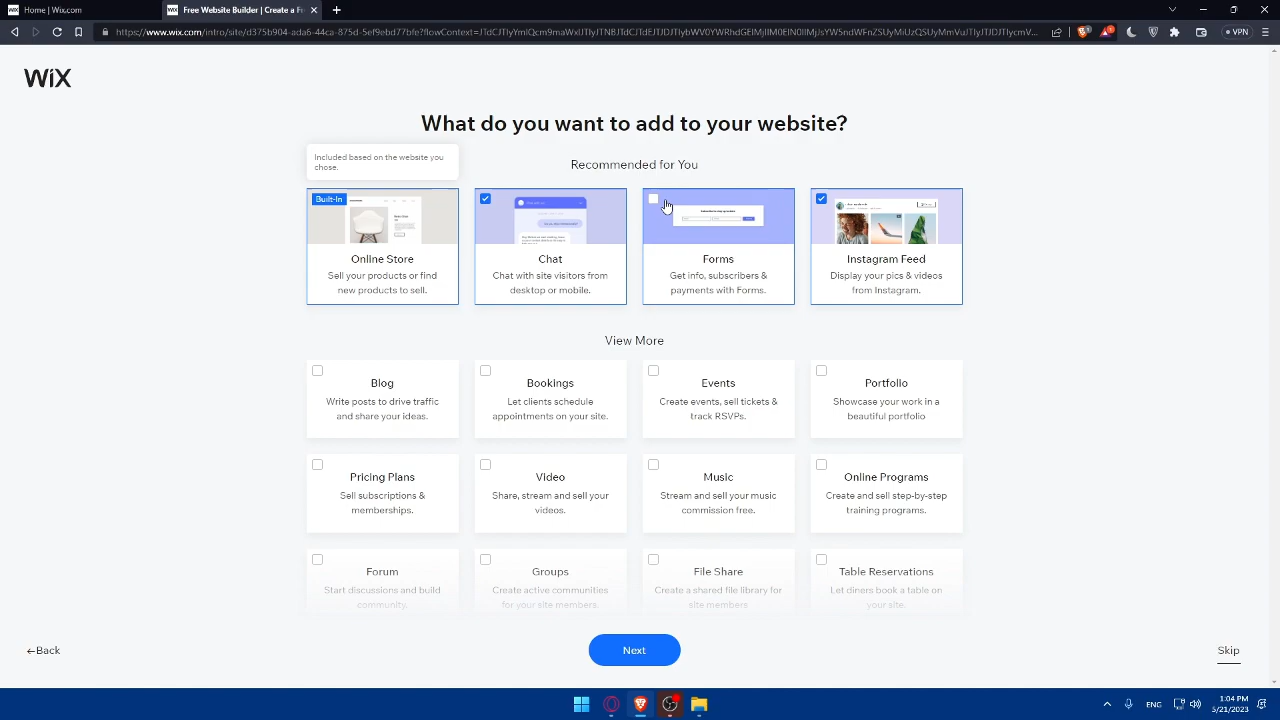 Home | Wix.com
Free Website Builder | Create a Fr
https://www.wix.com/intro/site/d375b904-ada6-44ca-875d-5ef9ebd77bfe?flowContext=
VPN
WiX
What do you want to add to your website?
Included based on the website you
chose.
Recommended for You
Built-In
Online Store
Sell your products or find
new products to sell.
Chat
Chat with site visitors from
desktop or mobile.
Forms
Get info, subscribers &
payments with Forms.
Instagram Feed
Display your pics & videos
from Instagram.
View More
Blog
Write posts to drive traffic
and share your ideas.
Bookings
Let clients schedule
appointments on your site.
Events
Create events, sell tickets &
track RSVPs.
Portfolio
Showcase your work in a
beautiful portfolio
Pricing Plans
Sell subscriptions &
memberships.
Video
Share, stream and sell your
videos.
Music
Stream and sell your music
commission free.
Online Programs
Create and sell step-by-step
training programs.
Forum
Start discussions and build
community.
Groups
Create active communities
for your site members.
File Share
Create a shared file library for
site members
Table Reservations
Let diners book a table on
your site.
←Back
Next
Skip
ENG
1:04 PM
5/21/2023